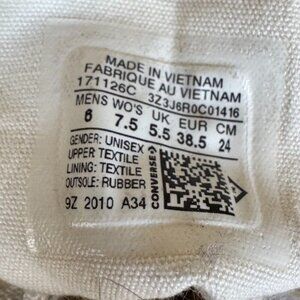 MADE IN VIETNAM
FABRIQUE AU VIETNAM
171126C 3Z3J6R0C01416
MENS WO'S UK EUR CM
6 7.5 5.5 38.5 24
GENDER: UNISEX
UPPER: TEXTILE
LINING: TEXTILE
OUTSOLE: RUBBER
CONVERSE
9Z 2010 A34